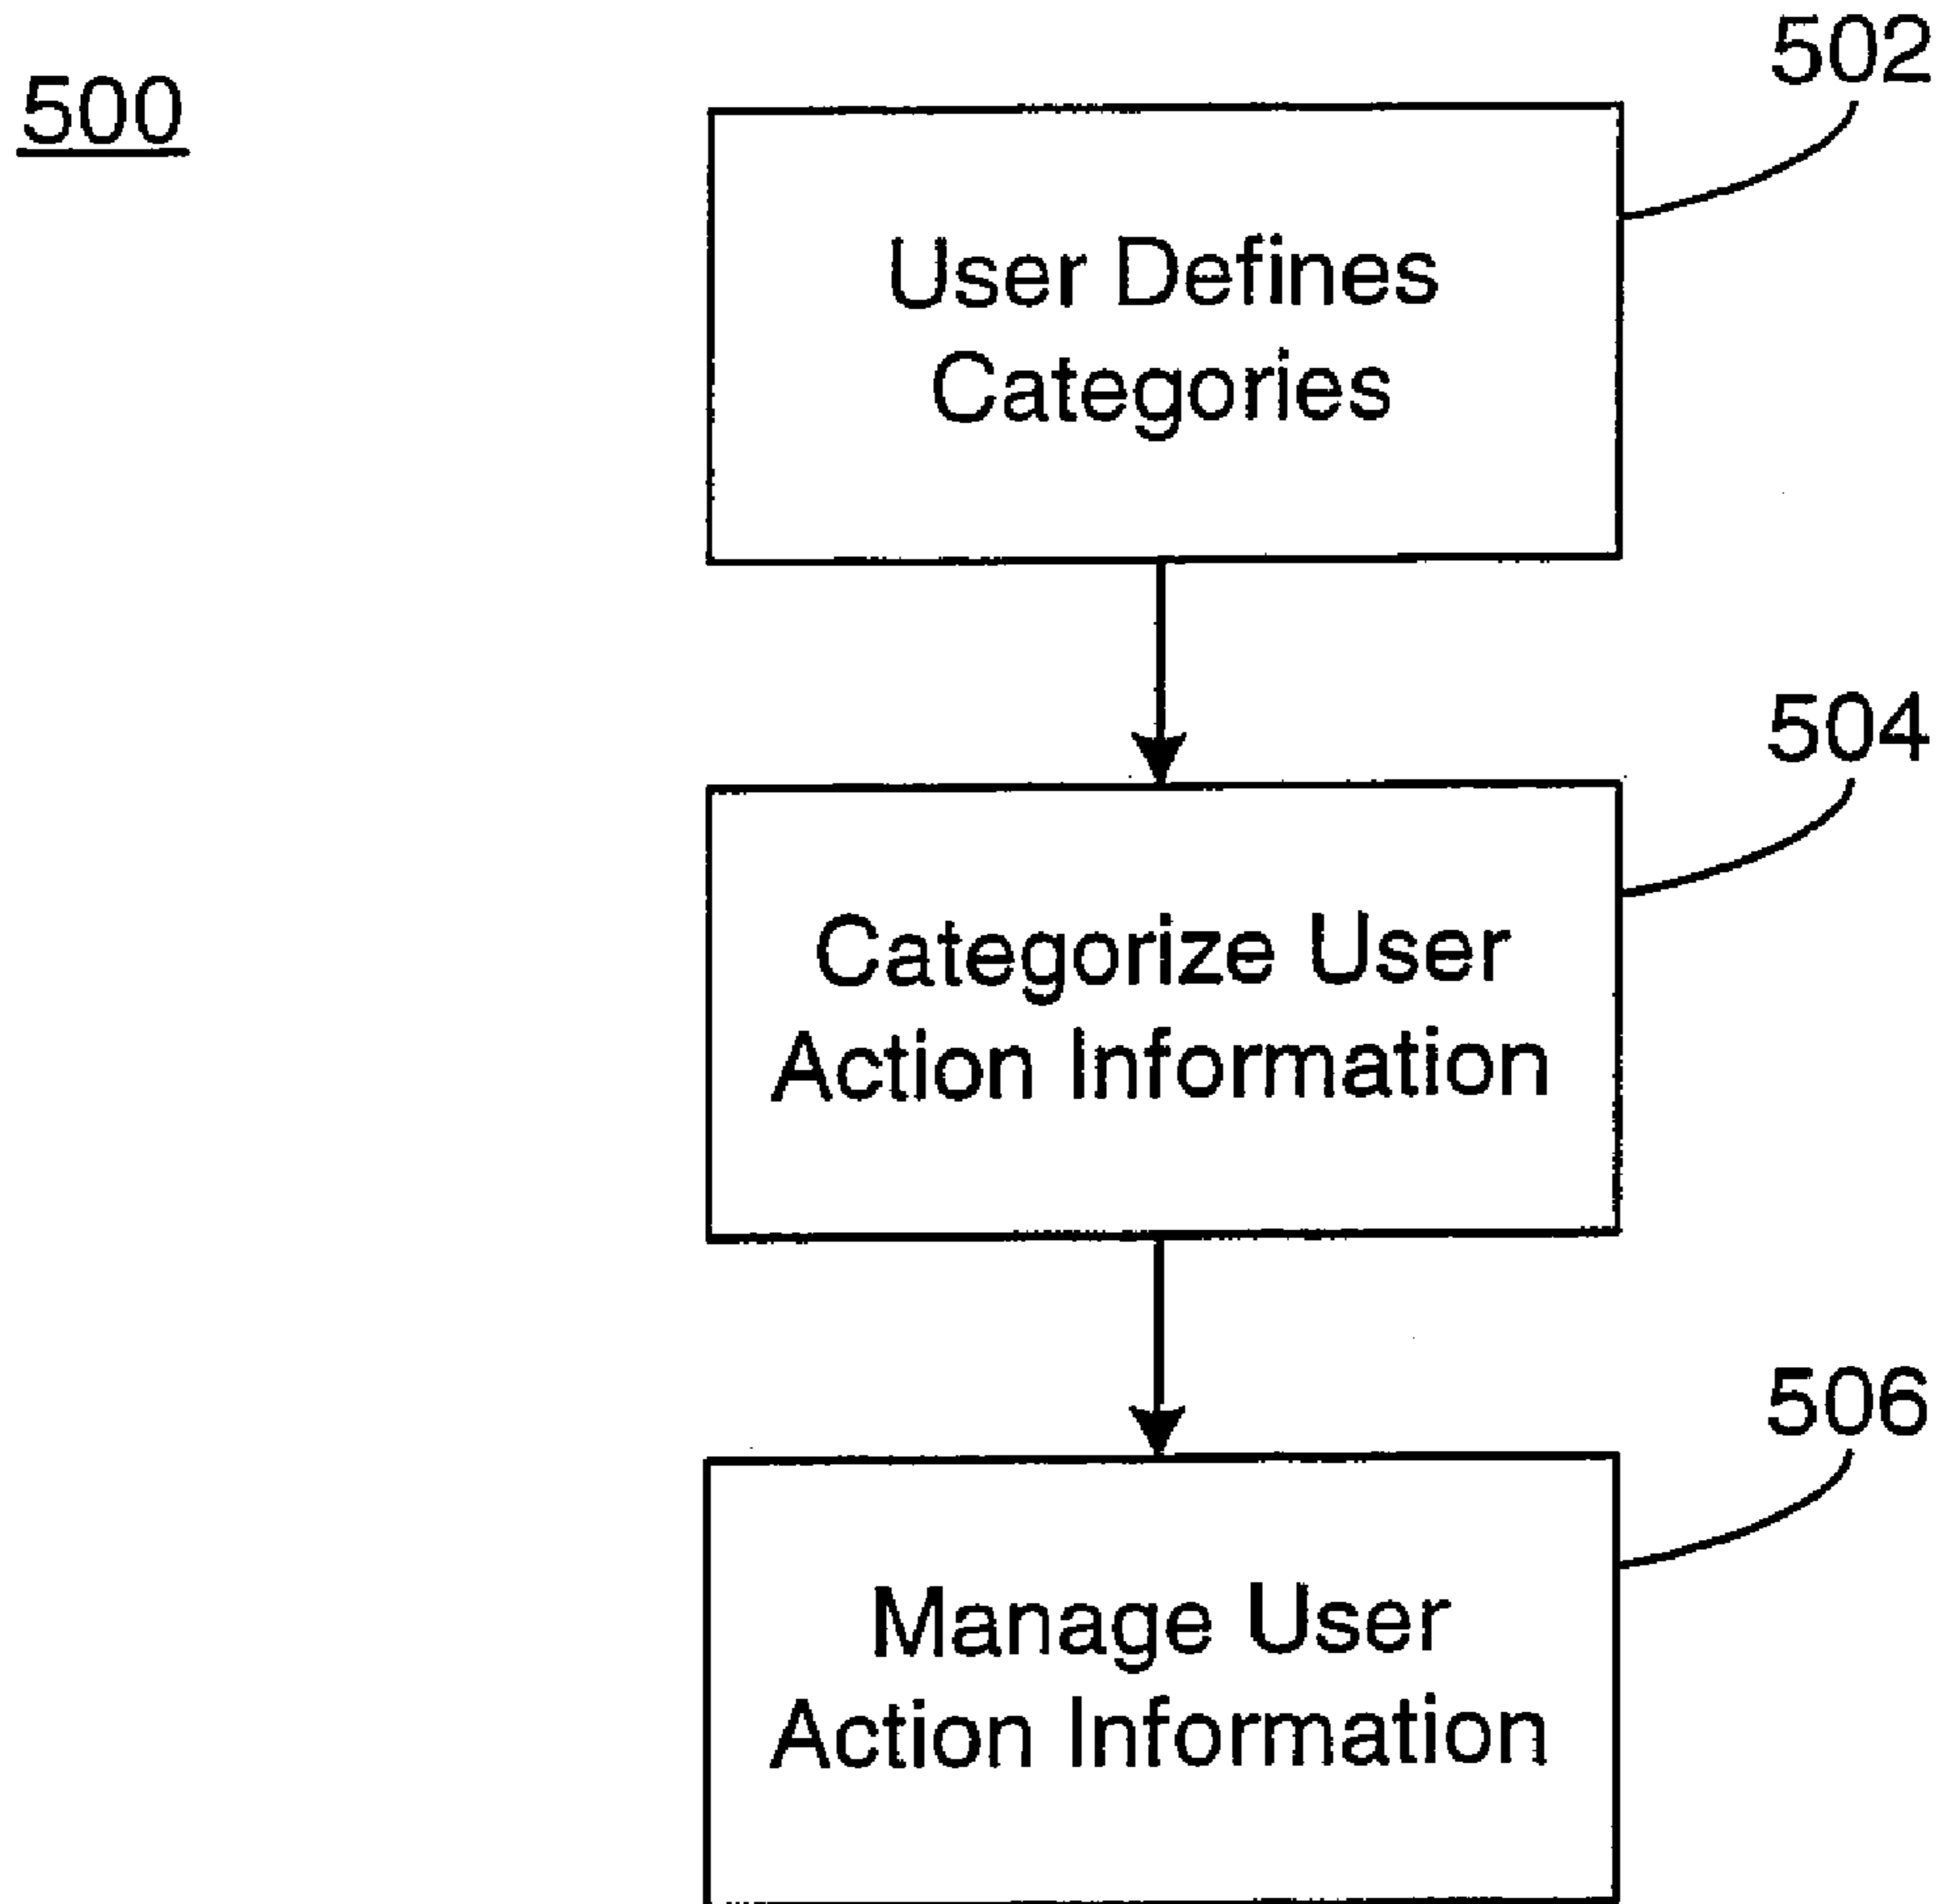 500
502
User Defines
Categories
504
Categorize User
Action Information
506
Manage User
Action Information